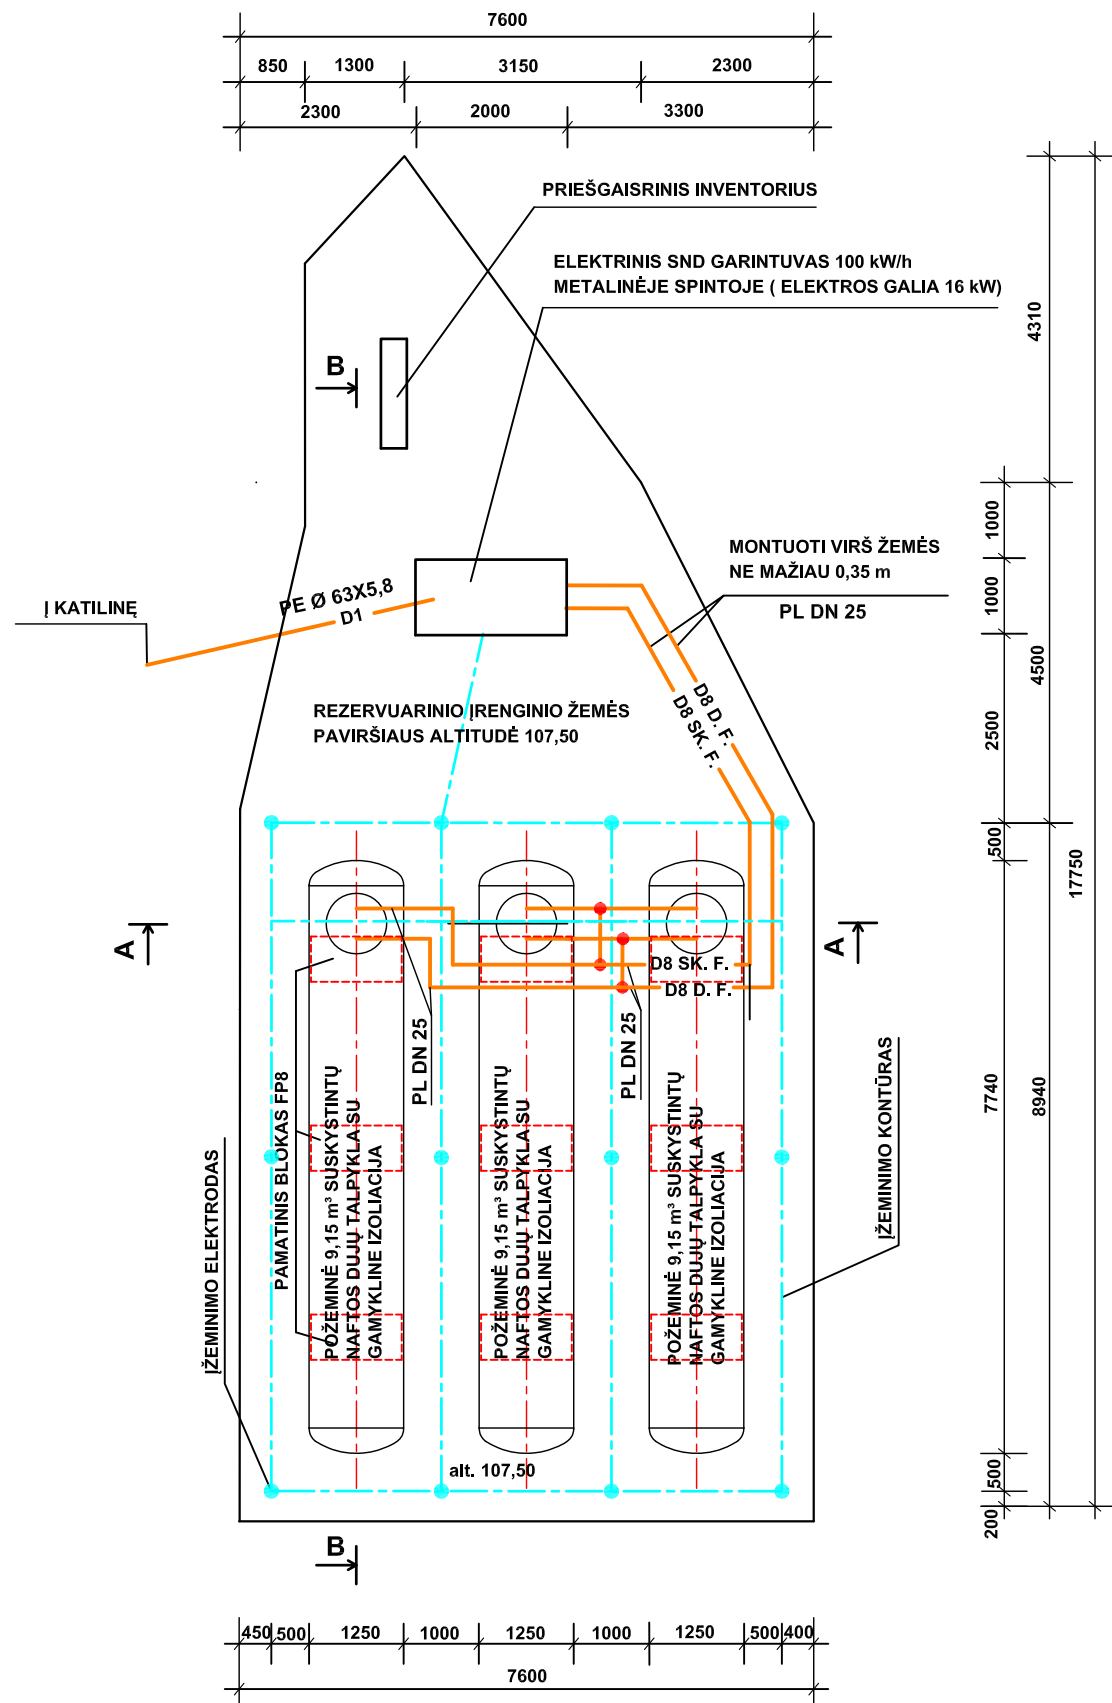 7600
850
1300
3150
2300
2300
2000
3300
PRIEŠGAISRINIS INVENTORIUS
ELEKTRINIS SND GARINTUVAS 100 kW/h
METALINĖJE SPINTOJE ( ELEKTROS GALIA 16 kW)
4310
B
1000
MONTUOTI VIRŠ ŽEMĖS
NE MAŽIAU 0,35 m
PL DN 25
1000
PE Ø 63X5,8
D1
Į KATILINĘ
4500
D8 D. F.
D8 SK. F.
REZERVUARINIO ĮRENGINIO ŽEMĖS
PAVIRŠIAUS ALTITUDĖ 107,50
2500
500
17750
A
A
D8 SK. F.
D8 D. F.
PL DN 25
PL DN 25
7740
8940
ĮŽEMINIMO KONTŪRAS
PAMATINIS BLOKAS FP8
ĮŽEMINIMO ELEKTRODAS
POŽEMINĖ 9,15 m³ SUSKYSTINTŲ
NAFTOS DUJŲ TALPYKLA SU
GAMYKLINE IZOLIACIJA
POŽEMINĖ 9,15 m³ SUSKYSTINTŲ
NAFTOS DUJŲ TALPYKLA SU
GAMYKLINE IZOLIACIJA
POŽEMINĖ 9,15 m³ SUSKYSTINTŲ
NAFTOS DUJŲ TALPYKLA SU
GAMYKLINE IZOLIACIJA
alt. 107,50
500
200
B
450
500
1250
1000
1250
1000
1250
500
400
7600